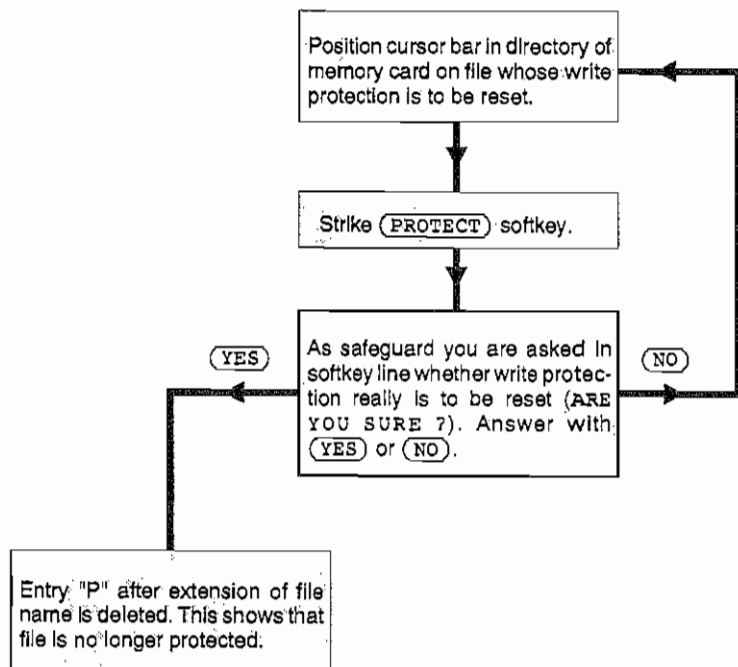 Position cursor bar in directory of
memory card on file whose write
protection is to be reset.
Strike PROTECT softkey.
YES
NO
As safeguard you are asked in
softkey line whether write protec-
tion really is to be reset (ARE
YOU SURE ?). Answer with
YES or NO.
Entry "P" after extension of file
name is deleted. This shows that
file is no longer protected.